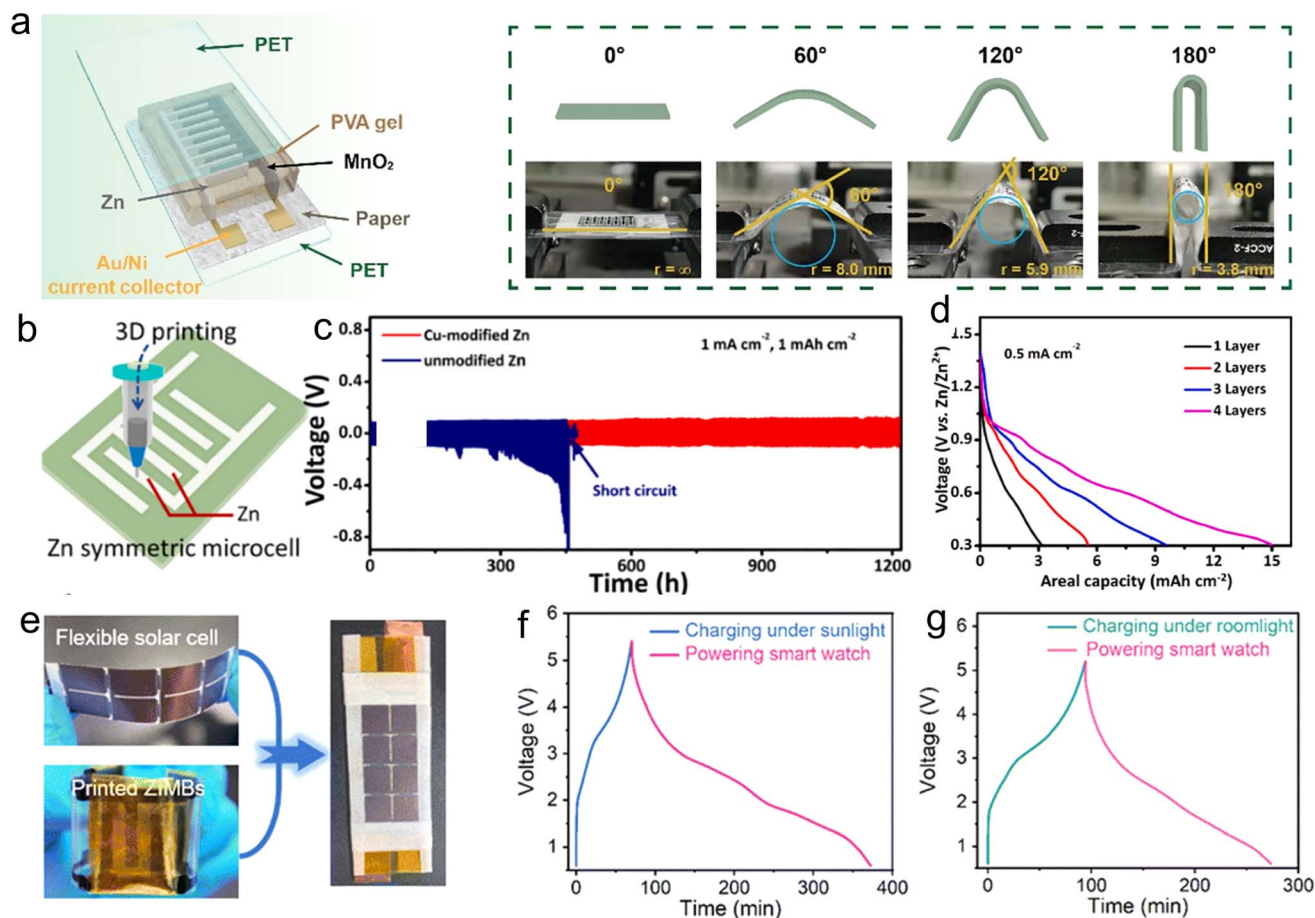 a
PET
PVA gel
MnO₂
Zn
Paper
Au/Ni
current collector
PET
0°
60°
120°
180°
0°
r = ∞
60°
r = 8.0 mm
120°
r = 5.9 mm
180°
ACCF-2
r = 3.8 mm
b
3D printing
Zn
Zn symmetric microcell
c
Cu-modified Zn
unmodified Zn
1 mA cm⁻², 1 mAh cm⁻²
Short circuit
Voltage (V)
0.8
0.4
0.0
-0.4
-0.8
0
300
600
900
1200
Time (h)
d
0.5 mA cm⁻²
1 Layer
2 Layers
3 Layers
4 Layers
Voltage (V vs. Zn/Zn²⁺)
1.5
1.2
0.9
0.6
0.3
0
3
6
9
12
15
Areal capacity (mAh cm⁻²)
e
Flexible solar cell
Printed ZIMBs
f
Charging under sunlight
Powering smart watch
Voltage (V)
6
5
4
3
2
1
0
100
200
300
400
Time (min)
g
Charging under roomlight
Powering smart watch
Voltage (V)
6
5
4
3
2
1
0
100
200
300
Time (min)